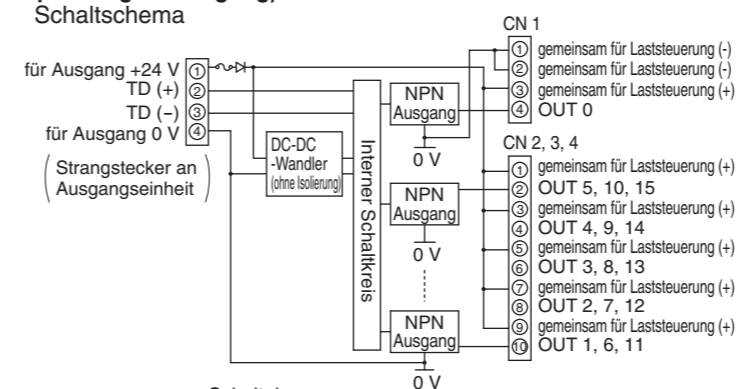 Schaltschema
für Ausgang +24 V ①
TD (+) ②
TD (−) ③
für Ausgang 0 V ④
( Strangstecker an
Ausgangseinheit )
DC-DC
-Wandler
(ohne Isolierung)
Interner Schaltkreis
NPN
Ausgang
0 V
NPN
Ausgang
0 V
NPN
Ausgang
0 V
CN 1
① gemeinsam für Laststeuerung (-)
② gemeinsam für Laststeuerung (-)
③ gemeinsam für Laststeuerung (+)
④ OUT 0
CN 2, 3, 4
① gemeinsam für Laststeuerung (+)
② OUT 5, 10, 15
③ gemeinsam für Laststeuerung (+)
④ OUT 4, 9, 14
⑤ gemeinsam für Laststeuerung (+)
⑥ OUT 3, 8, 13
⑦ gemeinsam für Laststeuerung (+)
⑧ OUT 2, 7, 12
⑨ gemeinsam für Laststeuerung (+)
⑩ OUT 1, 6, 11